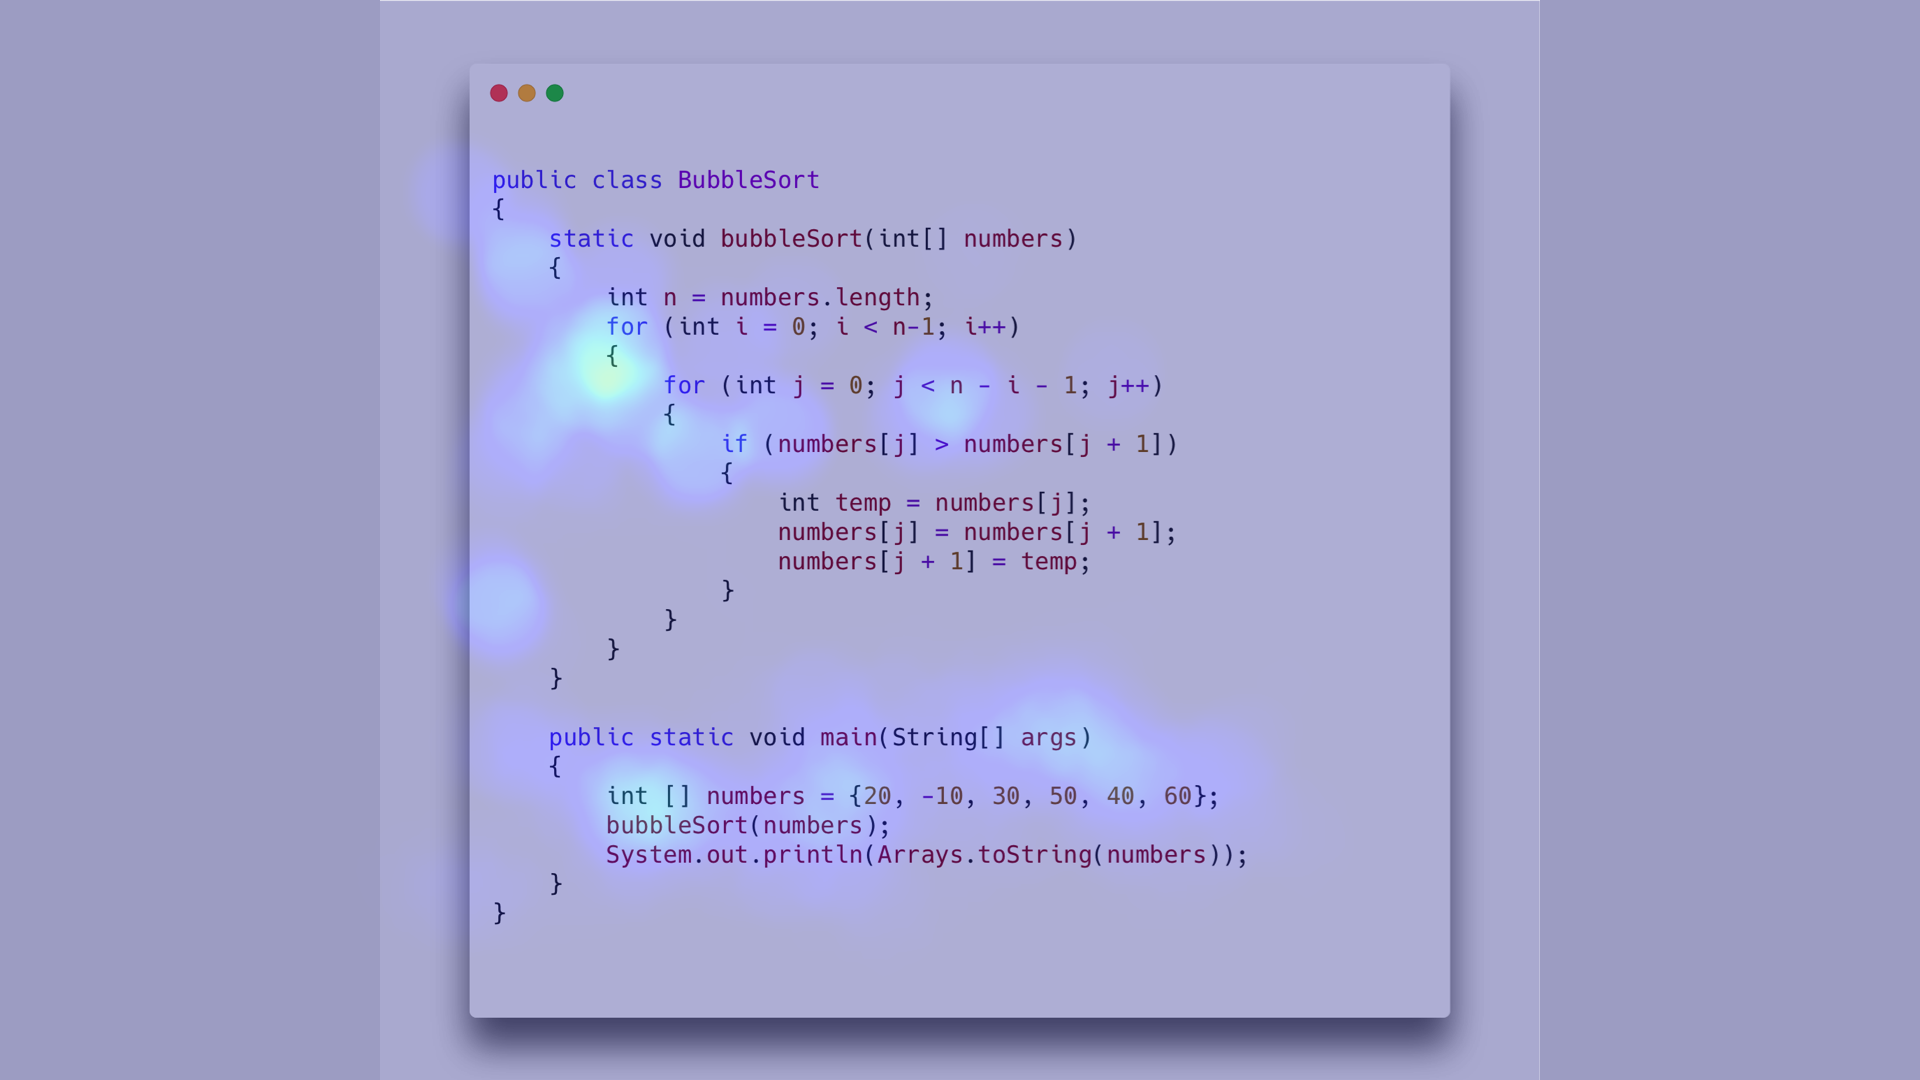 public class BubbleSort
{
    static void bubbleSort(int[] numbers)
    {
        int n = numbers.length;
        for (int i = 0; i < n-1; i++)
        {
            for (int j = 0; j < n - i - 1; j++)
            {
                if (numbers[j] > numbers[j + 1])
                {
                    int temp = numbers[j];
                    numbers[j] = numbers[j + 1];
                    numbers[j + 1] = temp;
                }
            }
        }
    }

    public static void main(String[] args)
    {
        int [] numbers = {20, -10, 30, 50, 40, 60};
        bubbleSort(numbers);
        System.out.println(Arrays.toString(numbers));
    }
}